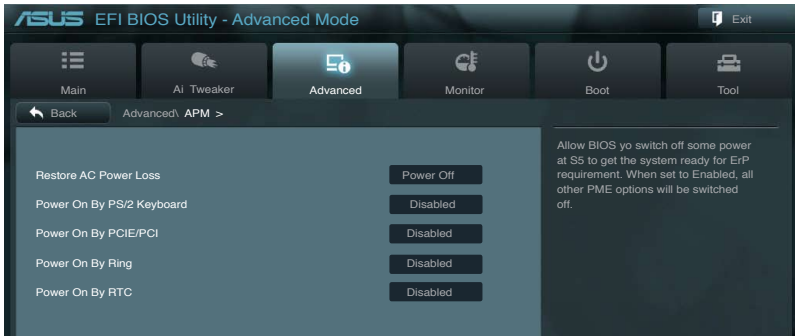 ASUS EFI BIOS Utility - Advanced Mode
Exit
Main
Ai Tweaker
Advanced
Monitor
Boot
Tool
Back
Advanced\ APM >
Restore AC Power Loss
Power Off
Power On By PS/2 Keyboard
Disabled
Power On By PCIE/PCI
Disabled
Power On By Ring
Disabled
Power On By RTC
Disabled
Allow BIOS yo switch off some power
at S5 to get the system ready for ErP
requirement. When set to Enabled, all
other PME options will be switched
off.